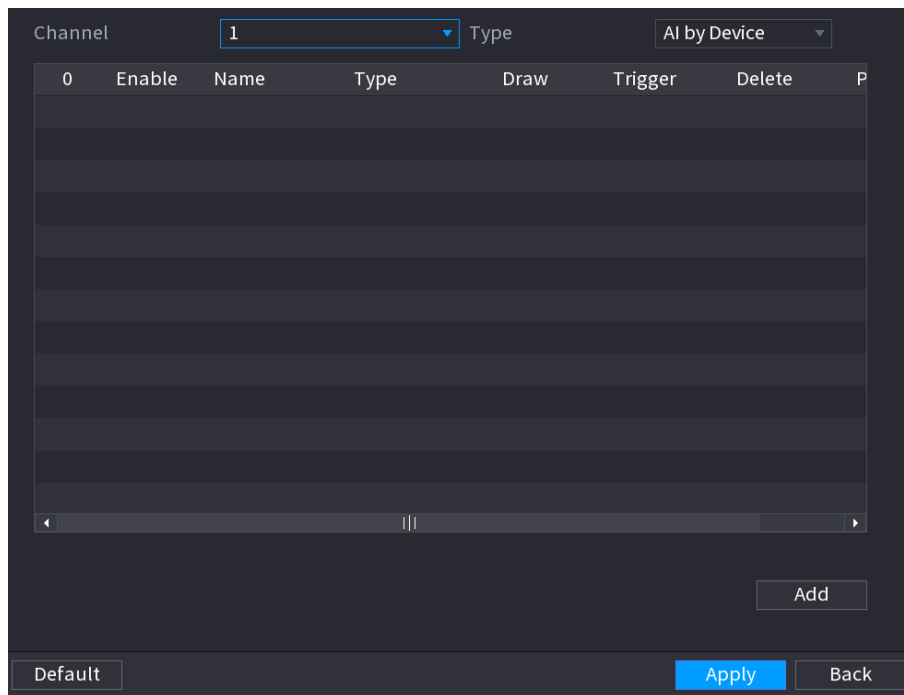 Channel 1 Type AI by Device
0 Enable Name Type Draw Trigger Delete P
Add
Default Apply Back